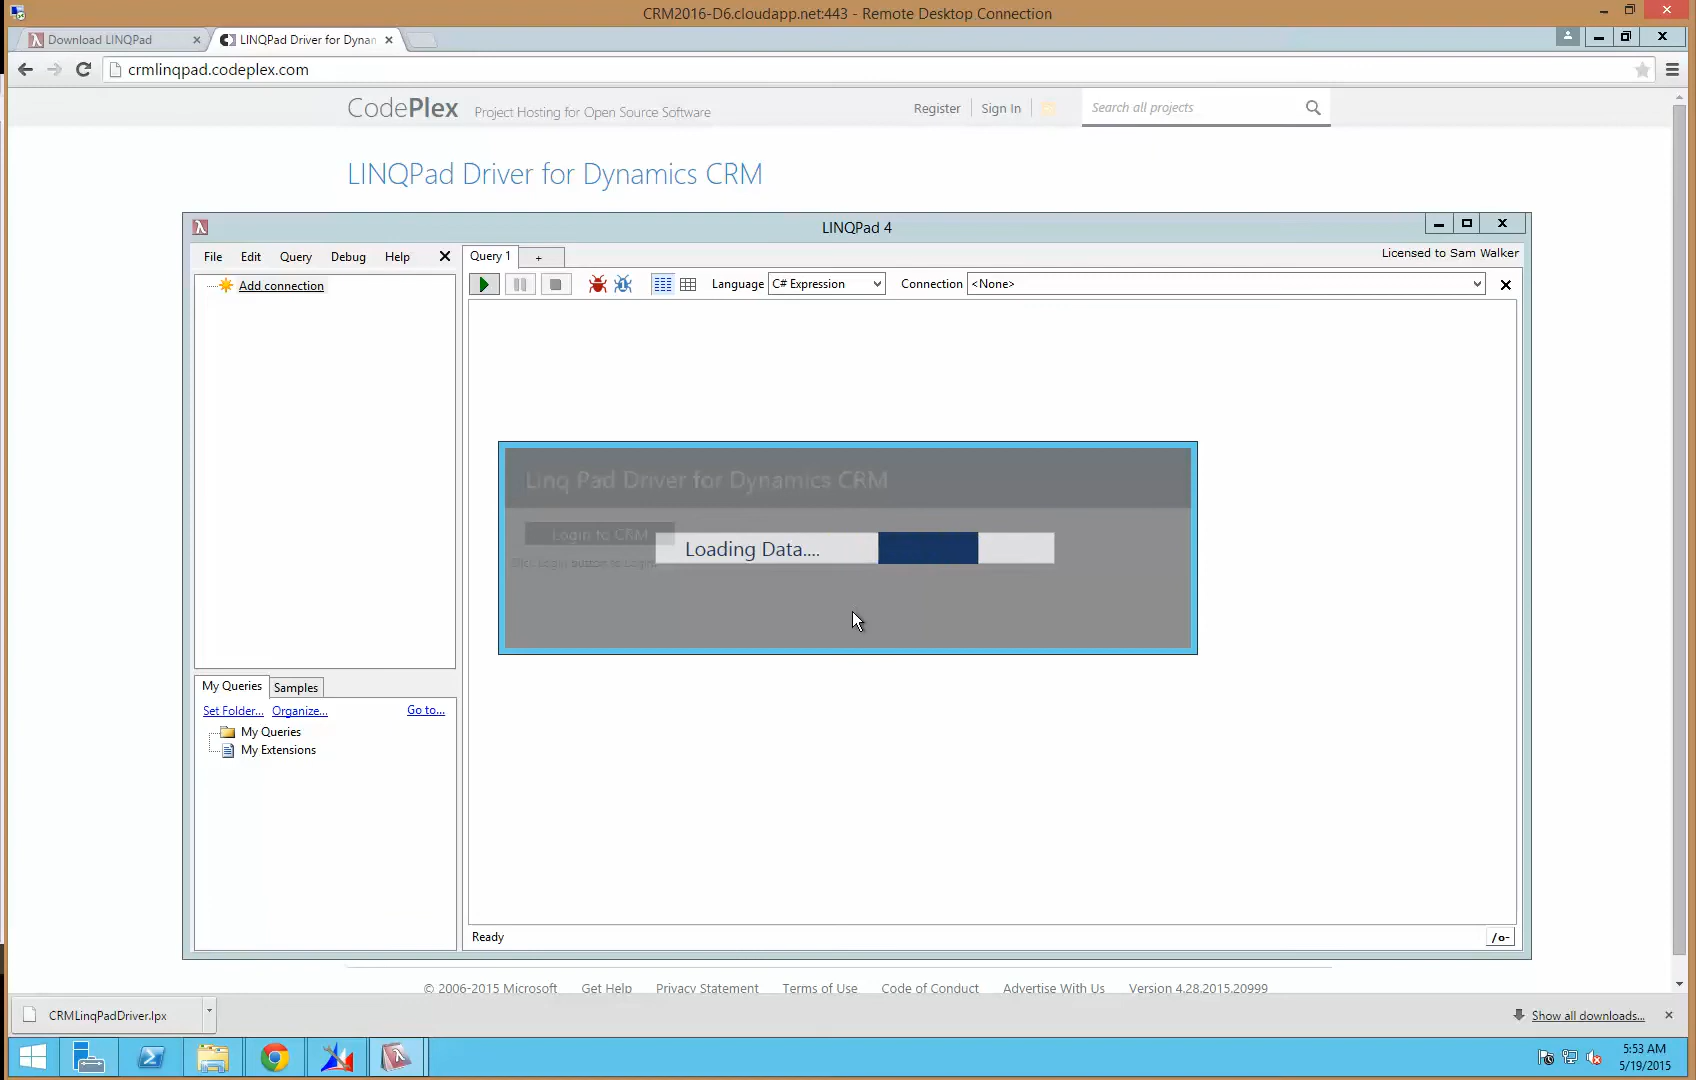 CRM2016-D6.cloudapp.net:443 - Remote Desktop Connection
Download LINQPad
LINQPad Driver for Dynan
crmlinqpad.codeplex.com
CodePlex Project Hosting for Open Source Software
Register Sign In
Search all projects
LINQPad Driver for Dynamics CRM
LINQPad 4
File Edit Query Debug Help
Query 1 +
Licensed to Sam Walker
Add connection
Language C# Expression Connection <None>
Linq Pad Driver for Dynamics CRM
Login to CRM
Loading Data....
Click Login button to Login.
My Queries Samples
Set Folder... Organize... Go to...
My Queries
My Extensions
Ready
/o-
© 2006-2015 Microsoft Get Help Privacy Statement Terms of Use Code of Conduct Advertise With Us Version 4.28.2015.20999
CRMLinqPadDriver.lpx
Show all downloads...
5:53 AM
5/19/2015